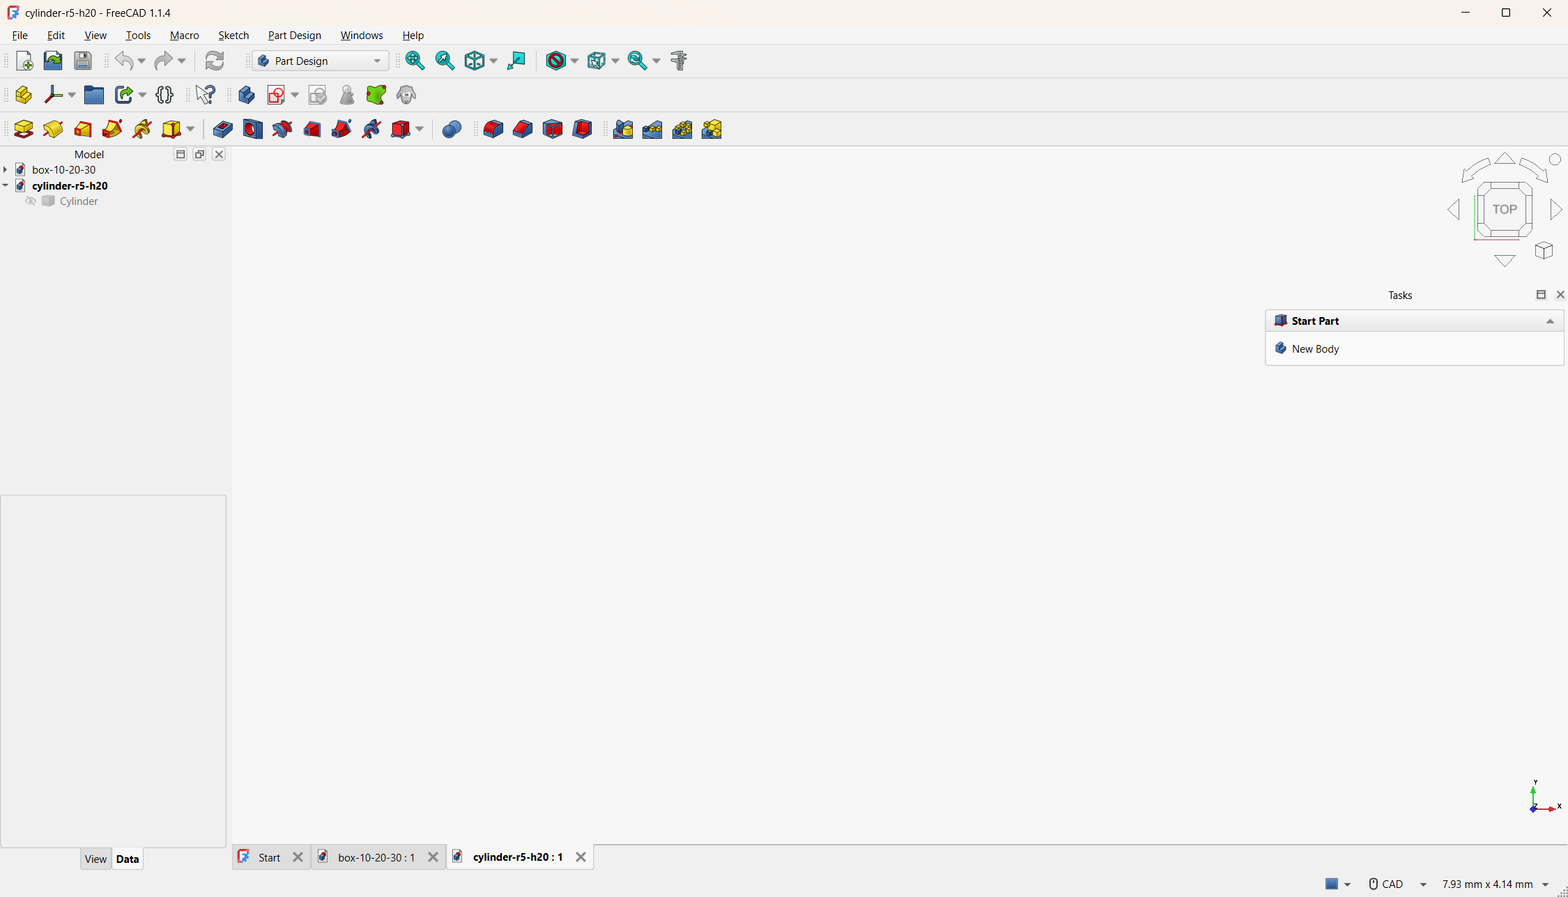 cylinder-r5-h20 - FreeCAD 1.1.4
File Edit View Tools Macro Sketch Part Design Windows Help
Part Design
Model
box-10-20-30
cylinder-r5-h20
Cylinder
TOP
Tasks
Start Part
New Body
Y
Z
X
View Data
Start box-10-20-30 : 1 cylinder-r5-h20 : 1
CAD 7.93 mm x 4.14 mm